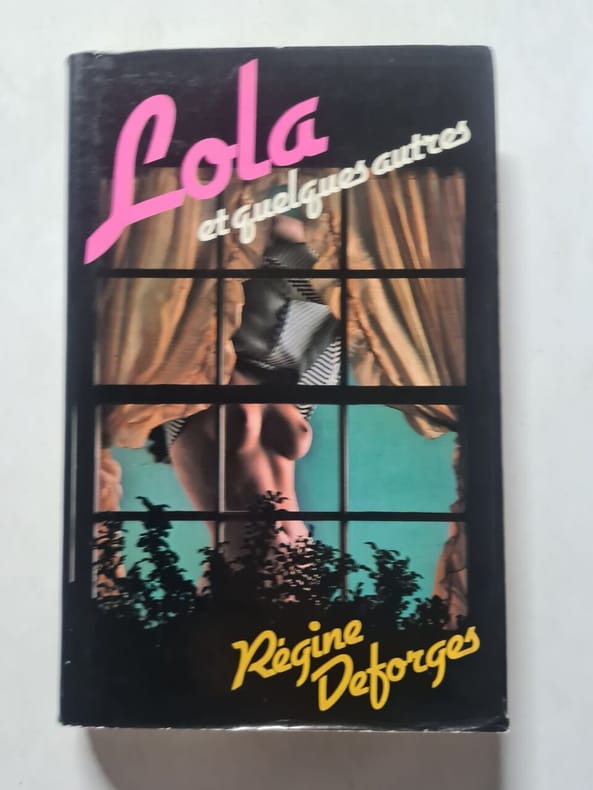 Lola
et quelques autres
Régine
Deforges